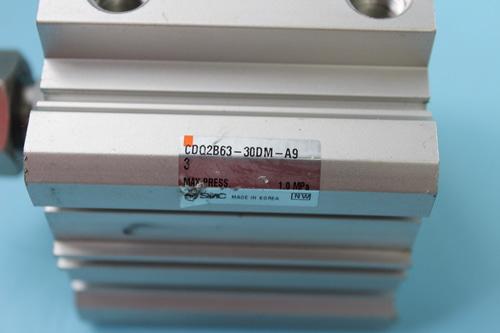 CDQ2B63-30DM-A9
3
MAX.PRESS. 1.0 MPa
SMC MADE IN KOREA NW